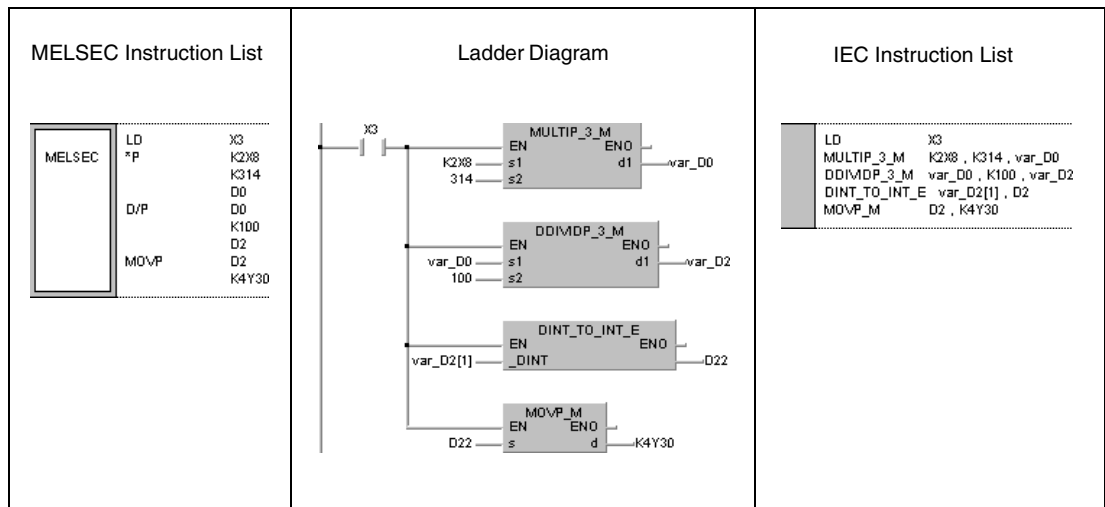 MELSEC Instruction List
MELSEC
LD X3
*P K2X8
K314
D0
D/P D0
K100
D2
MOVP D2
K4Y30
Ladder Diagram
X3
MULTIP_3_M
EN ENO
K2X8 s1 d1 var_D0
314 s2
DDIVIDP_3_M
EN ENO
var_D0 s1 d1 var_D2
100 s2
DINT_TO_INT_E
EN ENO
var_D2[1] _DINT D22
MOVP_M
EN ENO
D22 s d K4Y30
IEC Instruction List
LD X3
MULTIP_3_M K2X8 , K314 , var_D0
DDIVIDP_3_M var_D0 , K100 , var_D2
DINT_TO_INT_E var_D2[1] , D2
MOVP_M D2 , K4Y30